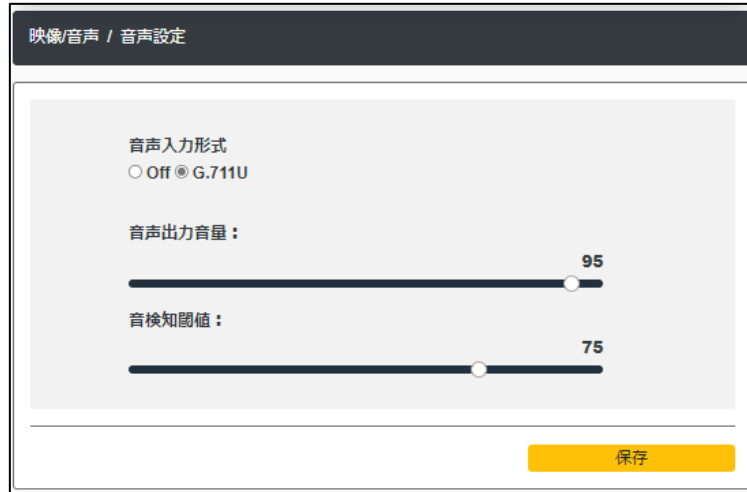 映像/音声 / 音声設定
音声入力形式
Off G.711U
音声出力音量：
95
音検知閾値：
75
保存